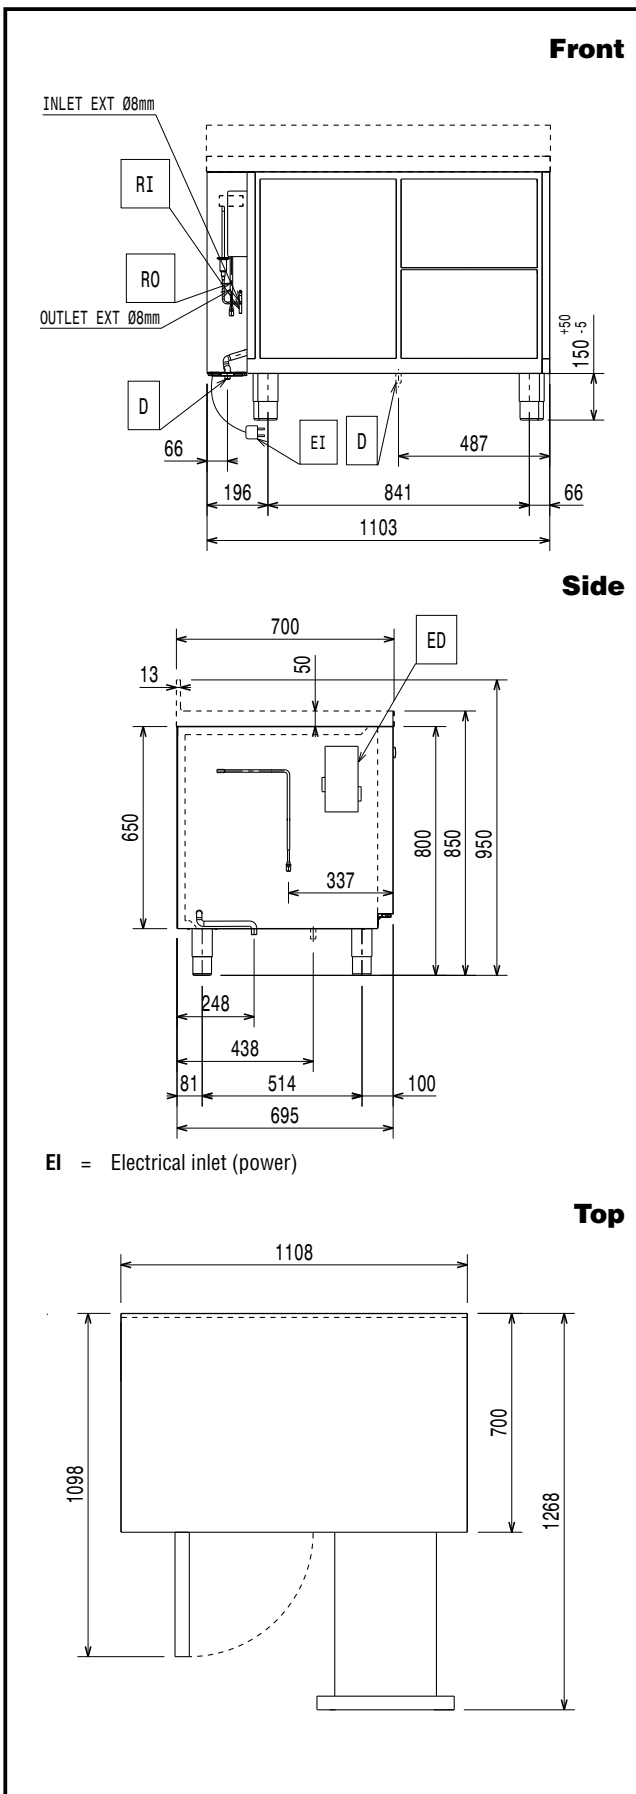 Front
INLET EXT Ø8mm
RI
RO
OUTLET EXT Ø8mm
D
EI
D
150 +50 -5
66
487
196
841
66
1103
Side
700
ED
13
50
650
337
800
850
950
248
438
81
514
100
695
EI = Electrical inlet (power)
Top
1108
1098
700
1268